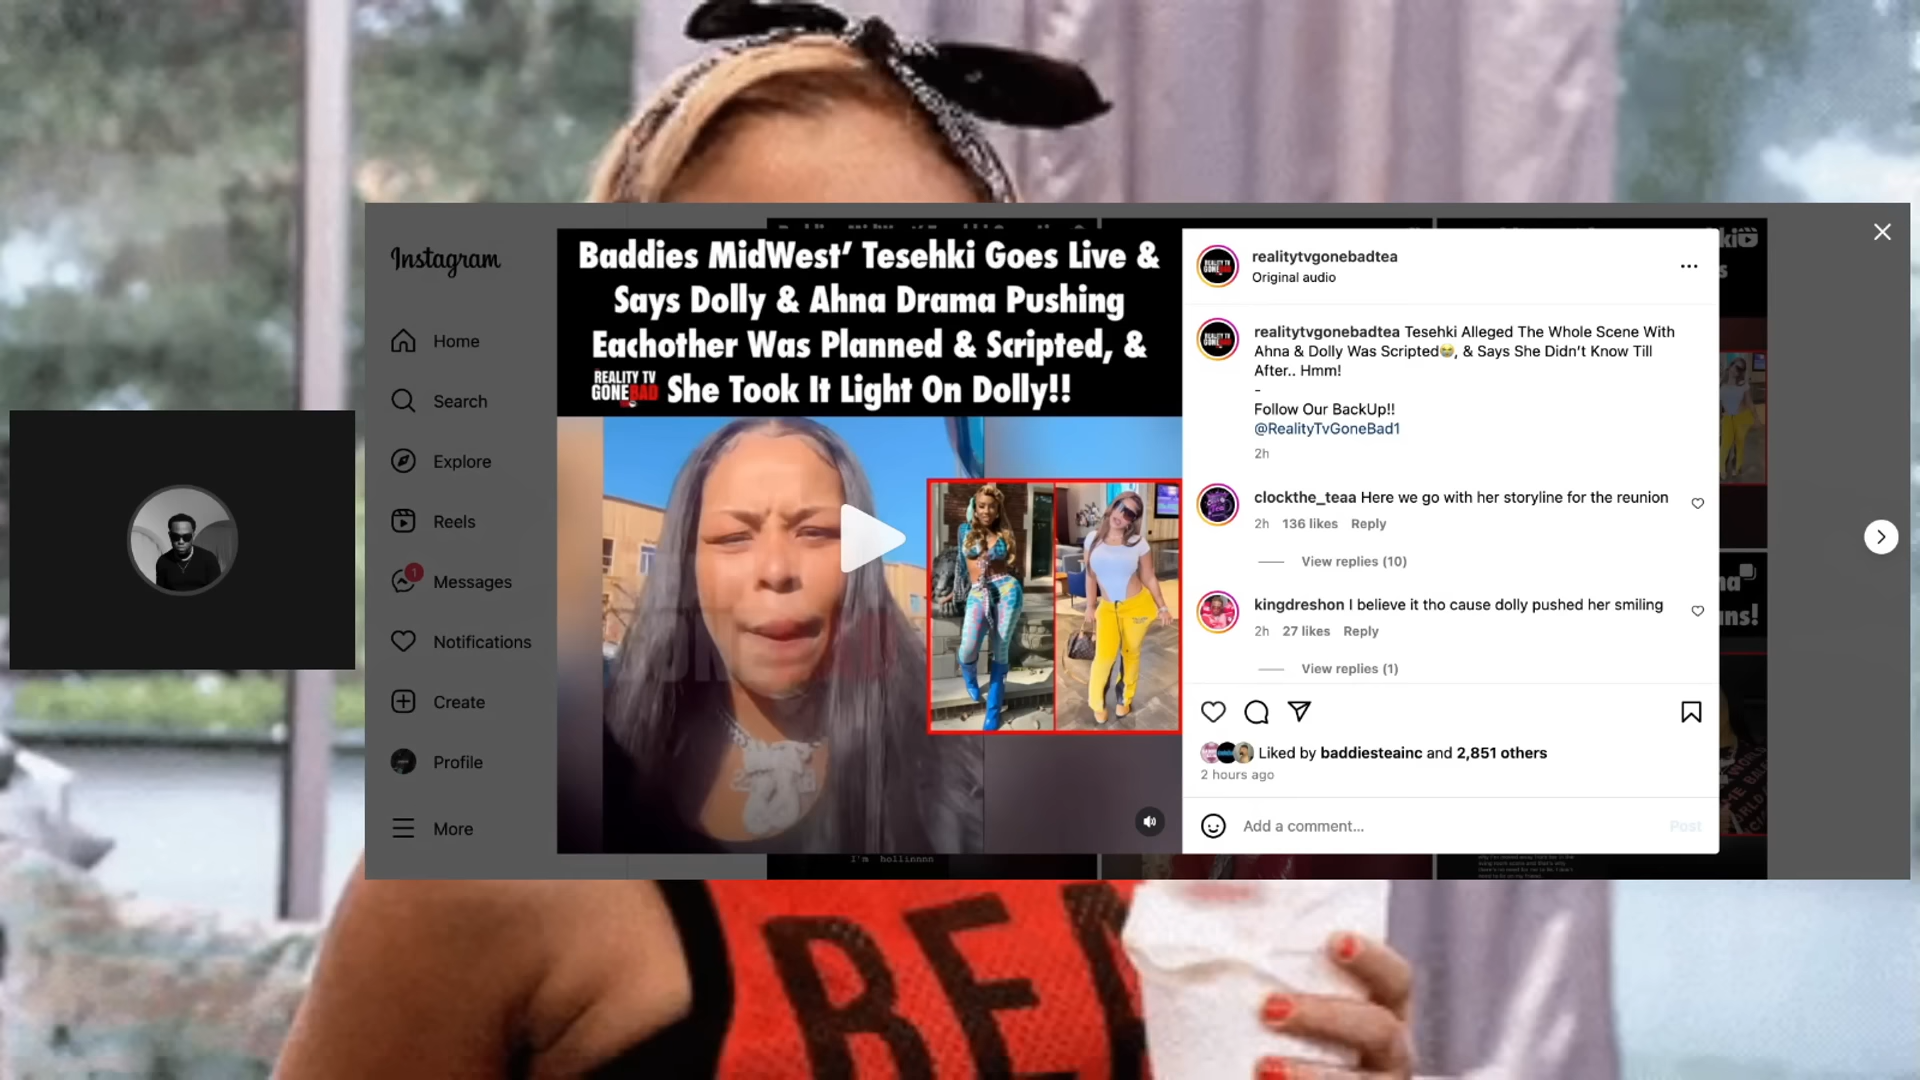 Instagram
Home
Search
Explore
Reels
1
Messages
Notifications
Create
Profile
More
Baddies MidWest’ Tesehki Goes Live &
Says Dolly & Ahna Drama Pushing
Eachother Was Planned & Scripted, &
REALITY TV
GONE BAD
She Took It Light On Dolly!!
realitytvgonebadtea
Original audio
realitytvgonebadtea Tesehki Alleged The Whole Scene With
Ahna & Dolly Was Scripted😭, & Says She Didn’t Know Till
After.. Hmm!
-
Follow Our BackUp!!
@RealityTvGoneBad1
2h
clockthe_teaa Here we go with her storyline for the reunion
2h 136 likes Reply
View replies (10)
kingdreshon I believe it tho cause dolly pushed her smiling
2h 27 likes Reply
View replies (1)
Liked by baddiesteainc and 2,851 others
2 hours ago
Add a comment...
Post
I'm hollinnnn